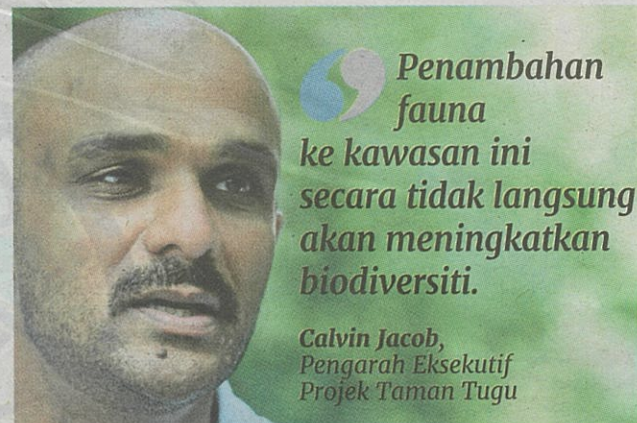 Penambahan
fauna
ke kawasan ini
secara tidak langsung
akan meningkatkan
biodiversiti.
Calvin Jacob,
Pengarah Eksekutif
Projek Taman Tugu